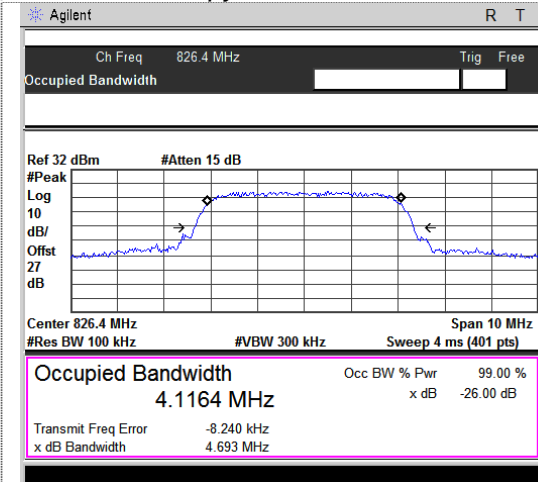 Agilent R T
Ch Freq 826.4 MHz Trig Free
Occupied Bandwidth
Ref 32 dBm #Atten 15 dB
#Peak
Log
10
dB/
Offst
27
dB
Center 826.4 MHz Span 10 MHz
#Res BW 100 kHz #VBW 300 kHz Sweep 4 ms (401 pts)
Occupied Bandwidth Occ BW % Pwr 99.00 %
4.1164 MHz x dB -26.00 dB
Transmit Freq Error -8.240 kHz
x dB Bandwidth 4.693 MHz